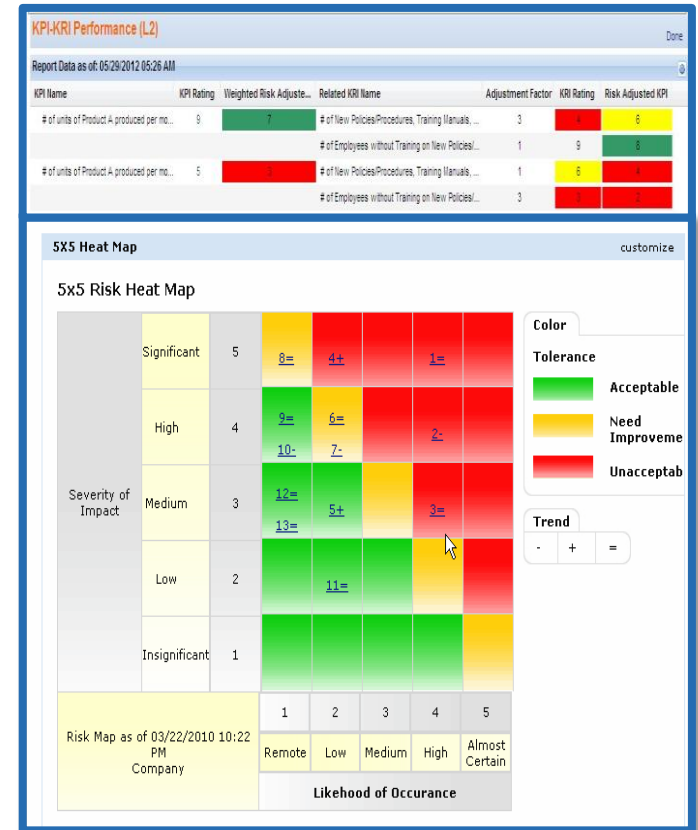 KPI-KRI Performance (L2)
Done
Report Data as of: 05/29/2012 05:26 AM
KPI Name KPI Rating Weighted Risk Adjuste... Related KRI Name Adjustment Factor KRI Rating Risk Adjusted KPI
# of units of Product A produced per mo... 9 7 # of New Policies/Procedures, Training Manuals, ... 3 4 6
# of Employees without Training on New Policies/... 1 9 8
# of units of Product A produced per mo... 5 3 # of New Policies/Procedures, Training Manuals, ... 1 6 4
# of Employees without Training on New Policies/... 3 3 2
5X5 Heat Map customize
5x5 Risk Heat Map
Severity of
Impact
Significant 5 8= 4+ 1=
High 4 9= 10- 6= 7- 2-
Medium 3 12= 13= 5+ 3=
Low 2 11=
Insignificant 1
1 2 3 4 5
Remote Low Medium High Almost Certain
Likehood of Occurance
Risk Map as of 03/22/2010 10:22
PM
Company
Color
Tolerance
Acceptable
Need
Improveme
Unacceptab
Trend
- + =